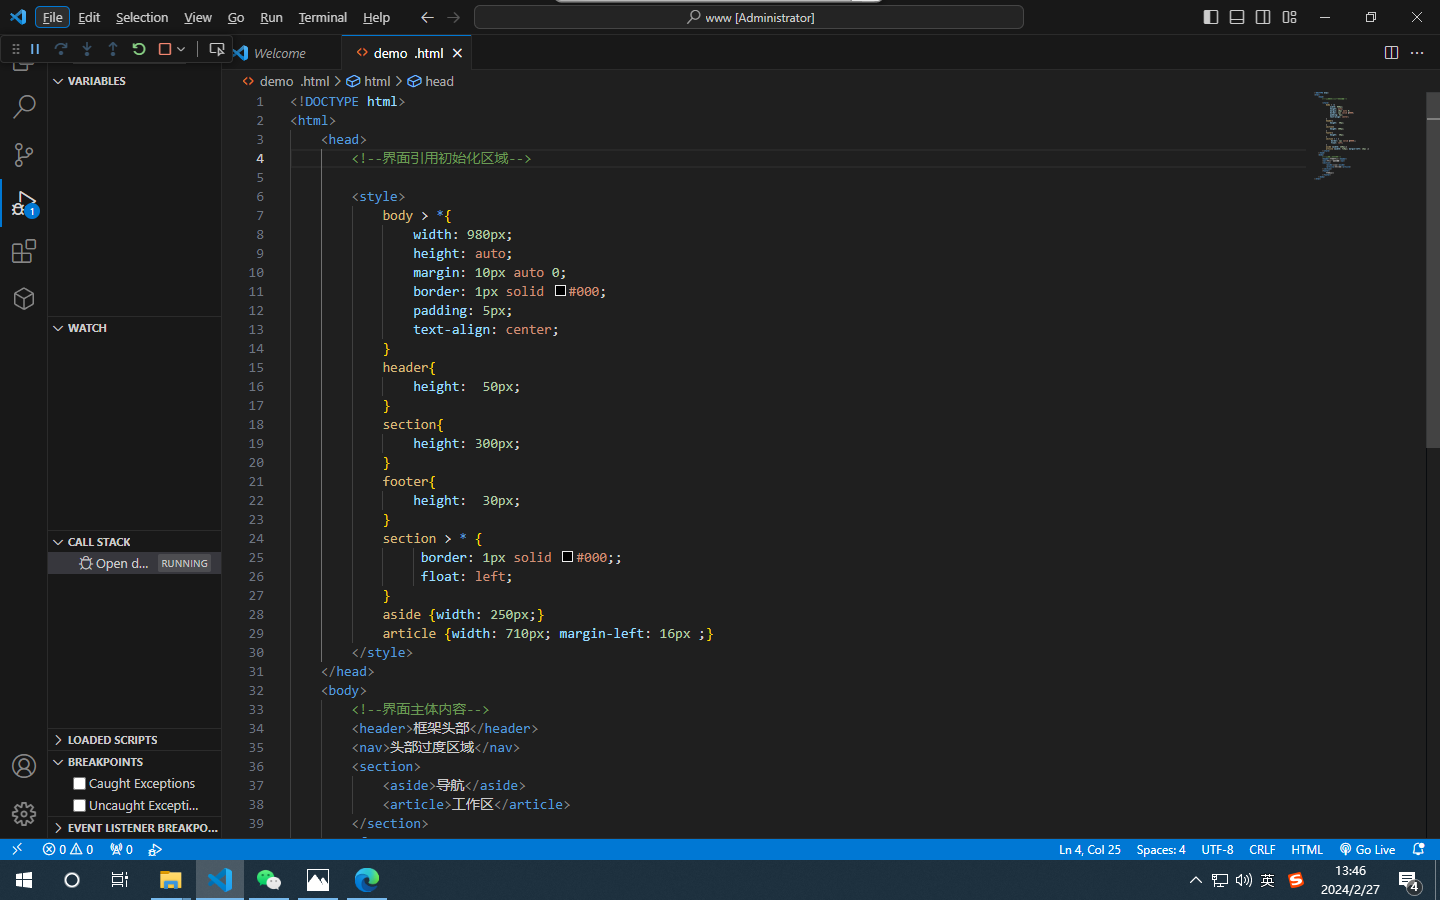 File Edit Selection View Go Run Terminal Help
www [Administrator]
Welcome
demo .html
demo .html > html > head
VARIABLES
WATCH
CALL STACK
Open d... RUNNING
LOADED SCRIPTS
BREAKPOINTS
Caught Exceptions
Uncaught Excepti...
EVENT LISTENER BREAKPO...
1
1 <!DOCTYPE html>
2 <html>
3 <head>
4 <!--界面引用初始化区域-->
5
6 <style>
7 body > *{
8 width: 980px;
9 height: auto;
10 margin: 10px auto 0;
11 border: 1px solid #000;
12 padding: 5px;
13 text-align: center;
14 }
15 header{
16 height:  50px;
17 }
18 section{
19 height: 300px;
20 }
21 footer{
22 height:  30px;
23 }
24 section > * {
25 border: 1px solid #000;;
26 float: left;
27 }
28 aside {width: 250px;}
29 article {width: 710px; margin-left: 16px ;}
30 </style>
31 </head>
32 <body>
33 <!--界面主体内容-->
34 <header>框架头部</header>
35 <nav>头部过度区域</nav>
36 <section>
37 <aside>导航</aside>
38 <article>工作区</article>
39 </section>
0 0 0
Ln 4, Col 25 Spaces: 4 UTF-8 CRLF HTML Go Live
英
13:46
2024/2/27
4